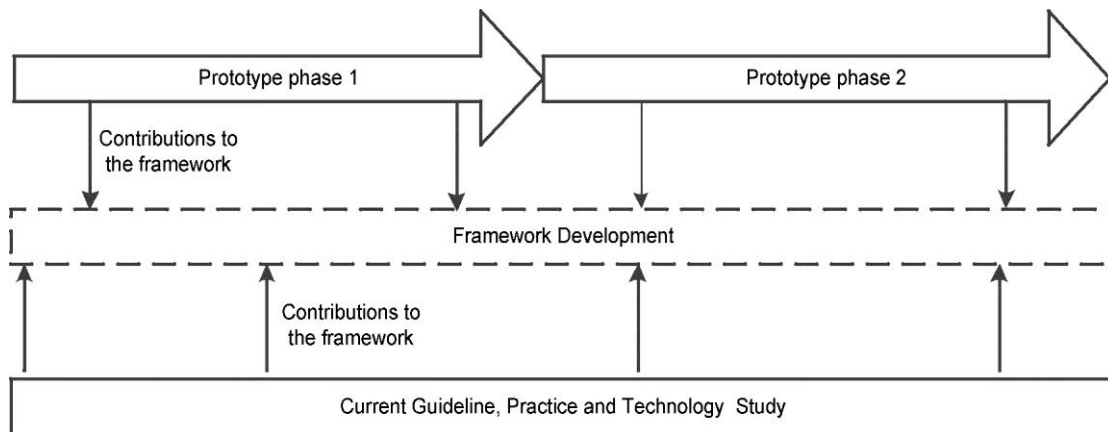 Prototype phase 1
Prototype phase 2
Contributions to
the framework
Framework Development
Contributions to
the framework
Current Guideline, Practice and Technology Study